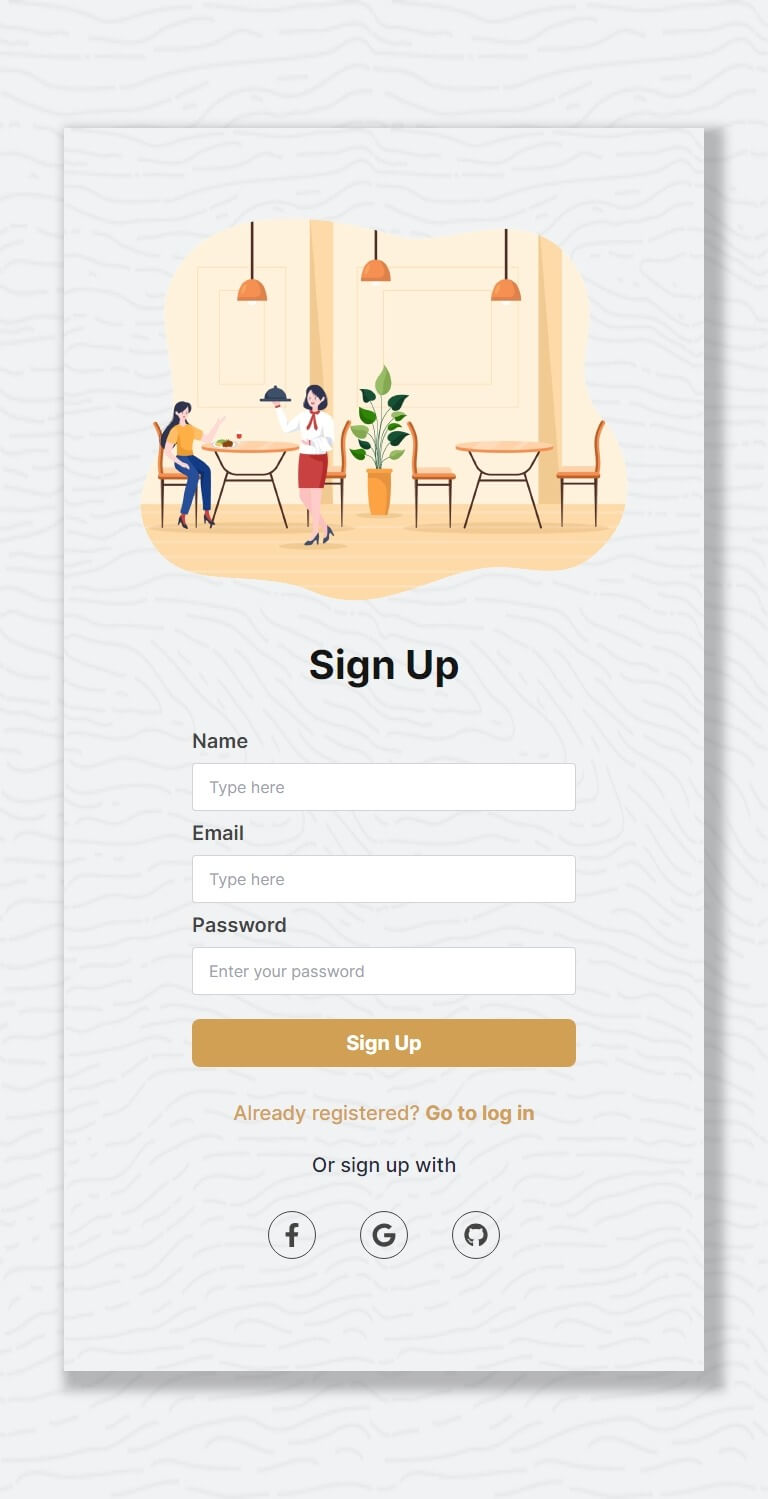 Sign Up
Name
Type here
Email
Type here
Password
Enter your password
Sign Up
Already registered? Go to log in
Or sign up with